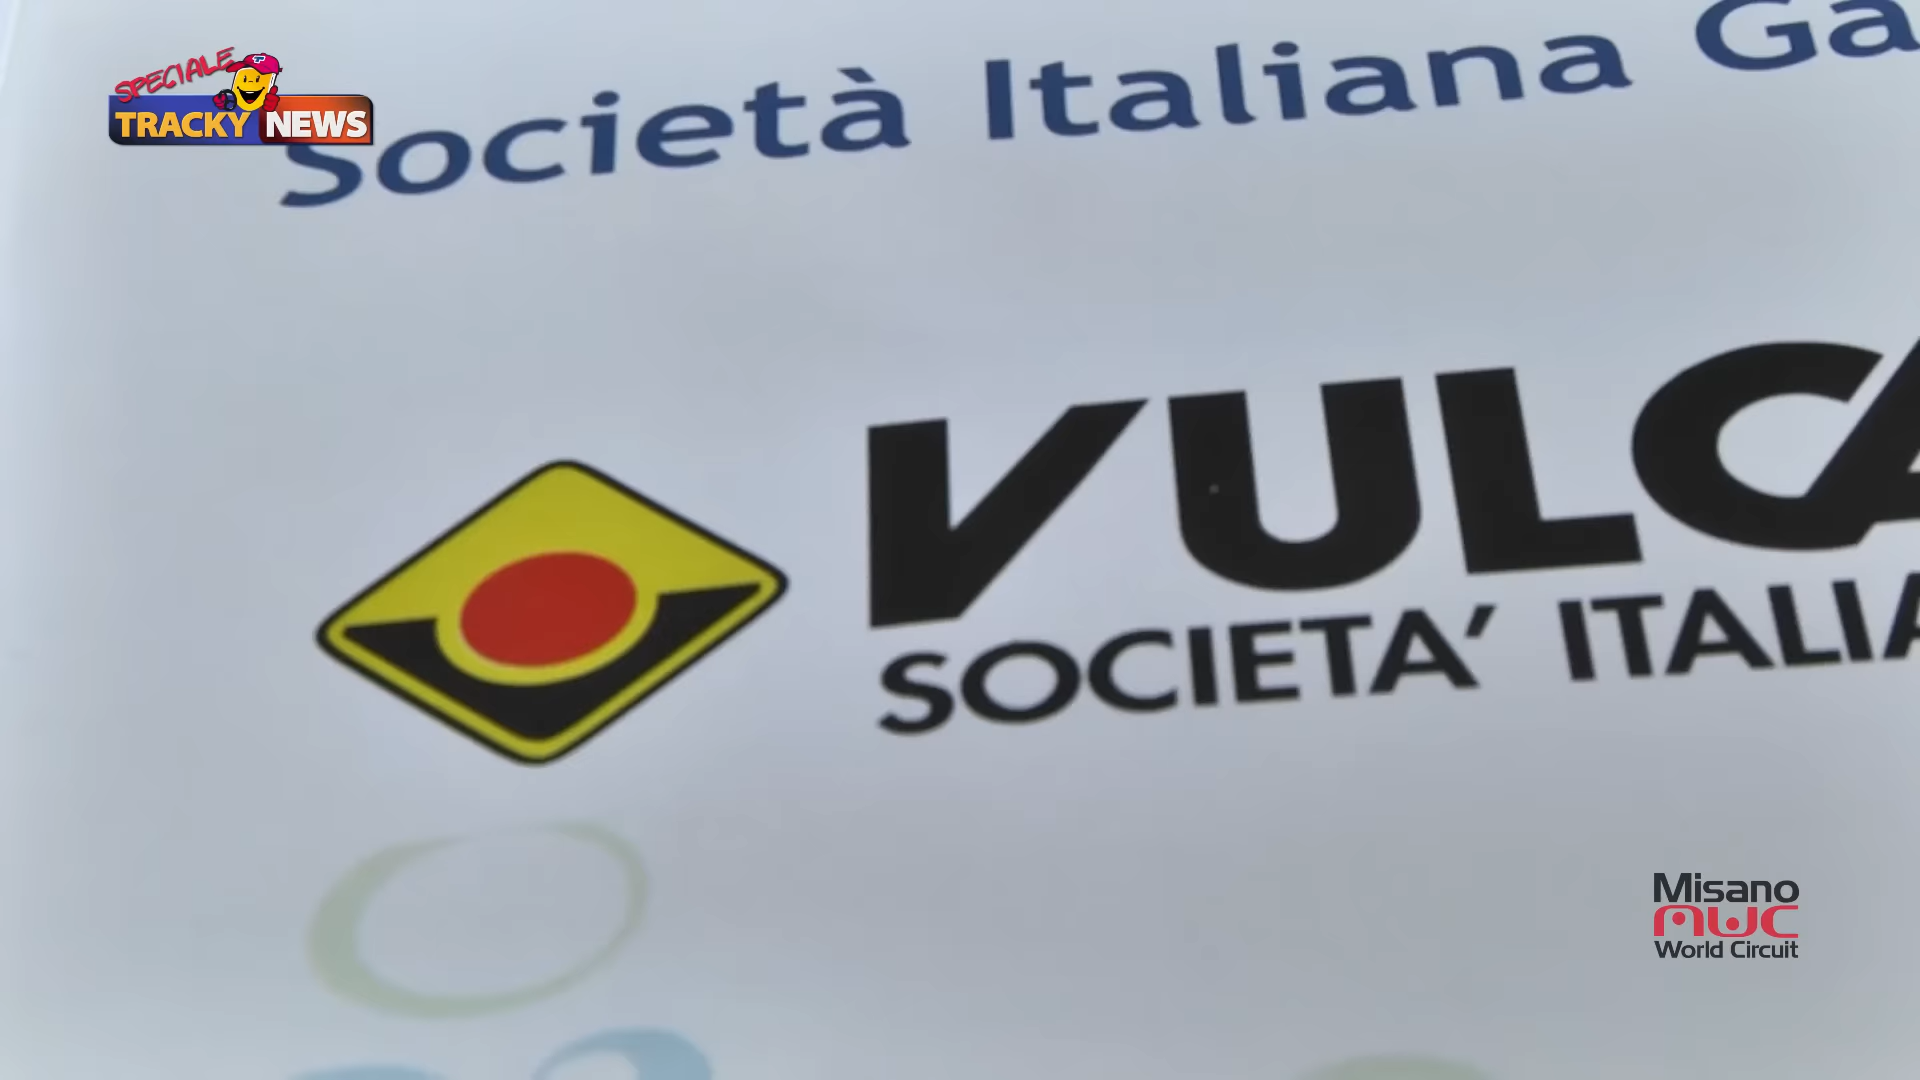 SPECIALE
TRACKY NEWS
Società Italiana Ga
VULCA
SOCIETA' ITALIA
Misano
MWC
World Circuit